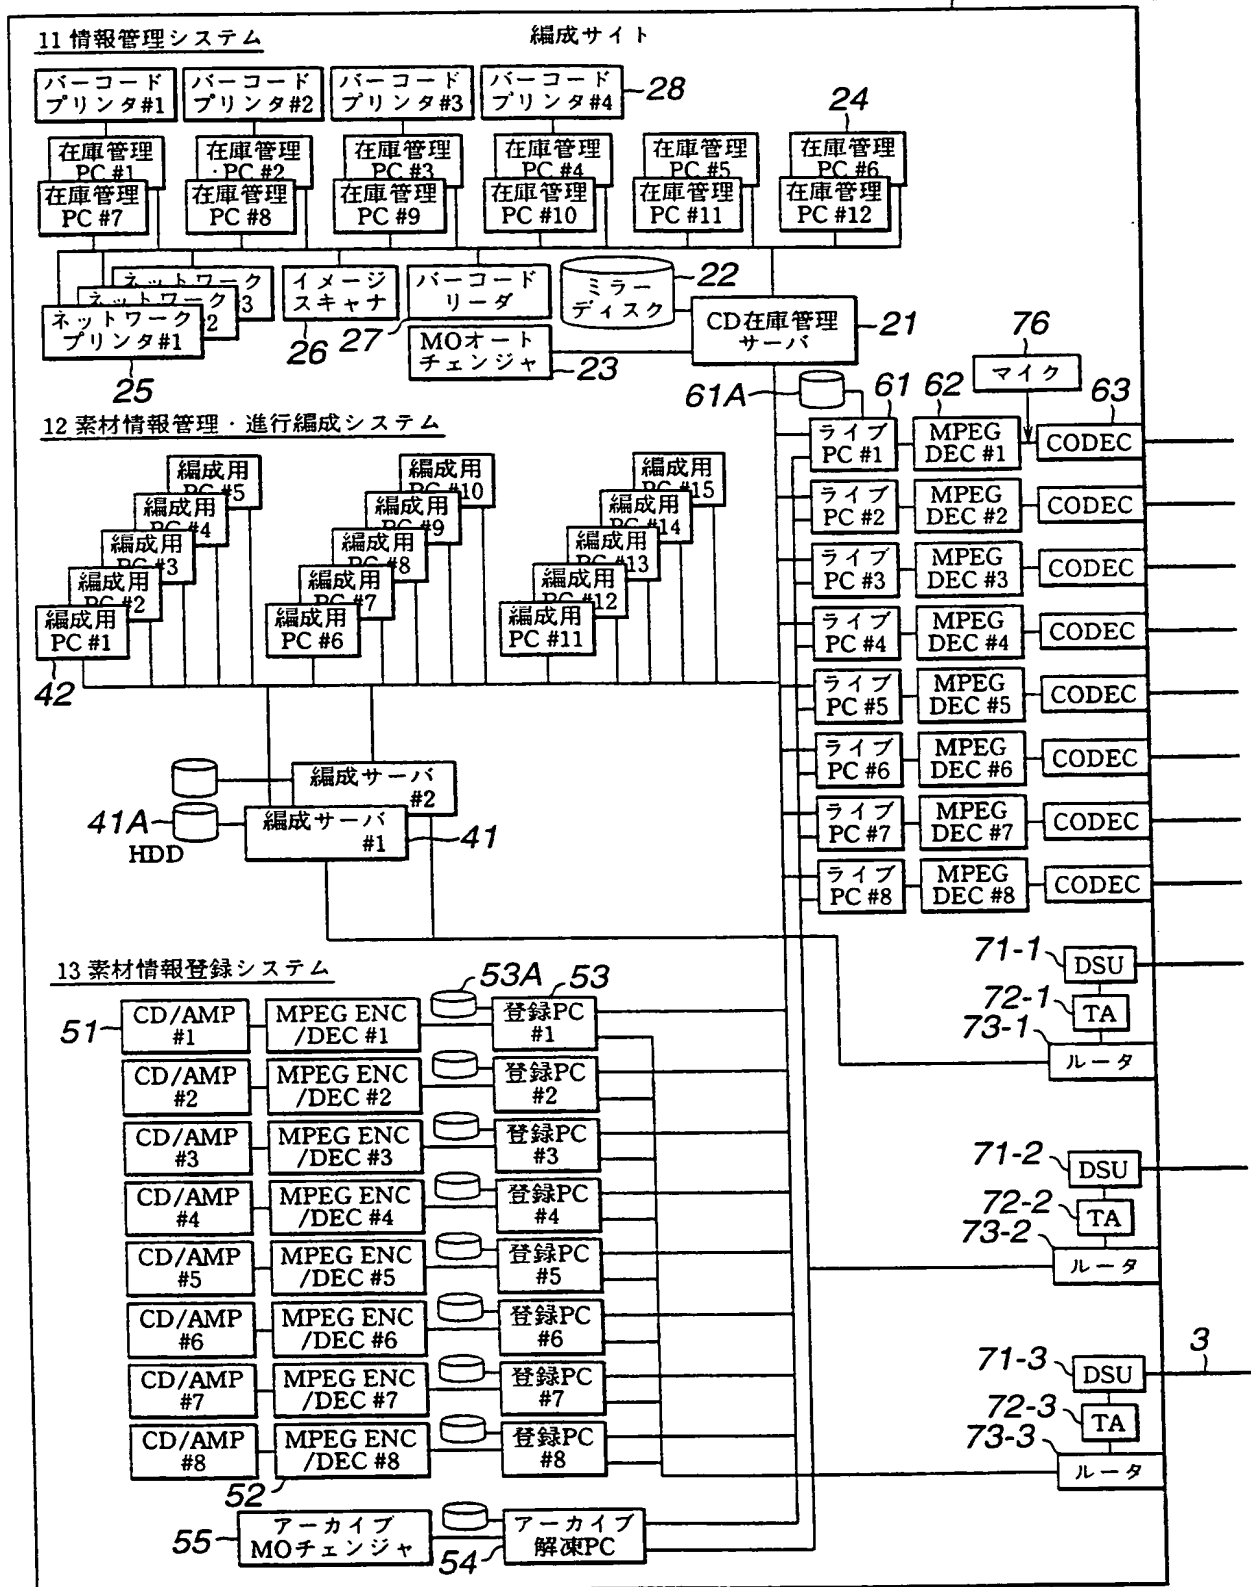 11 情報管理システム
編成サイト
バーコード
プリンタ#1
バーコード
プリンタ#2
バーコード
プリンタ#3
バーコード
プリンタ#4
28
24
在庫管理
PC #1
在庫管理
PC #2
在庫管理
PC #3
在庫管理
PC #4
在庫管理
PC #5
在庫管理
PC #6
在庫管理
PC #7
在庫管理
PC #8
在庫管理
PC #9
在庫管理
PC #10
在庫管理
PC #11
在庫管理
PC #12
ネットワーク
3
ネットワーク
2
ネットワーク
プリンタ#1
25
イメージ
スキャナ
26
バーコード
リーダ
27
ミラー
ディスク
22
MOオート
チェンジャ
23
CD在庫管理
サーバ
21
76
マイク
61A
61
62
63
ライブ
PC #1
MPEG
DEC #1
CODEC
ライブ
PC #2
MPEG
DEC #2
CODEC
ライブ
PC #3
MPEG
DEC #3
CODEC
ライブ
PC #4
MPEG
DEC #4
CODEC
ライブ
PC #5
MPEG
DEC #5
CODEC
ライブ
PC #6
MPEG
DEC #6
CODEC
ライブ
PC #7
MPEG
DEC #7
CODEC
ライブ
PC #8
MPEG
DEC #8
CODEC
12 素材情報管理・進行編成システム
編成用
PC #5
編成用
PC #4
編成用
PC #3
編成用
PC #2
編成用
PC #1
42
編成用
PC #10
編成用
PC #9
編成用
PC #8
編成用
PC #7
編成用
PC #6
編成用
PC #15
編成用
PC #14
編成用
PC #13
編成用
PC #12
編成用
PC #11
編成サーバ
#2
編成サーバ
#1
41A
HDD
41
13 素材情報登録システム
53A
53
51
CD/AMP
#1
MPEG ENC
/DEC #1
登録PC
#1
CD/AMP
#2
MPEG ENC
/DEC #2
登録PC
#2
CD/AMP
#3
MPEG ENC
/DEC #3
登録PC
#3
CD/AMP
#4
MPEG ENC
/DEC #4
登録PC
#4
CD/AMP
#5
MPEG ENC
/DEC #5
登録PC
#5
CD/AMP
#6
MPEG ENC
/DEC #6
登録PC
#6
CD/AMP
#7
MPEG ENC
/DEC #7
登録PC
#7
CD/AMP
#8
MPEG ENC
/DEC #8
登録PC
#8
52
55
アーカイブ
MOチェンジャ
54
アーカイブ
解凍PC
71-1
DSU
72-1
TA
73-1
ルータ
71-2
DSU
72-2
TA
73-2
ルータ
71-3
DSU
3
72-3
TA
73-3
ルータ